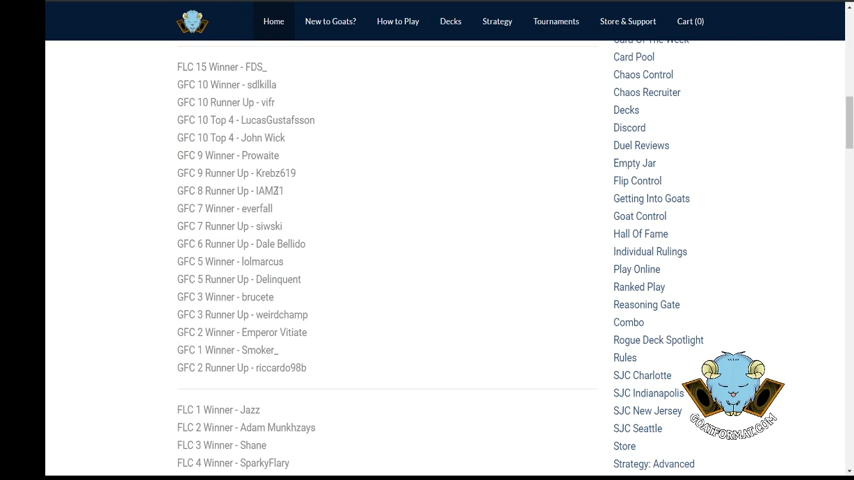 Home
New to Goats?
How to Play
Decks
Strategy
Tournaments
Store & Support
Cart (0)
FLC 15 Winner - FDS_
GFC 10 Winner - sdlkilla
GFC 10 Runner Up - vifr
GFC 10 Top 4 - LucasGustafsson
GFC 10 Top 4 - John Wick
GFC 9 Winner - Prowaite
GFC 9 Runner Up - Krebz619
GFC 8 Runner Up - IAMZ1
GFC 7 Winner - everfall
GFC 7 Runner Up - siwski
GFC 6 Runner Up - Dale Bellido
GFC 5 Winner - lolmarcus
GFC 5 Runner Up - Delinquent
GFC 3 Winner - brucete
GFC 3 Runner Up - weirdchamp
GFC 2 Winner - Emperor Vitiate
GFC 1 Winner - Smoker_
GFC 2 Runner Up - riccardo98b
FLC 1 Winner - Jazz
FLC 2 Winner - Adam Munkhzays
FLC 3 Winner - Shane
FLC 4 Winner - SparkyFlary
Card Of The Week
Card Pool
Chaos Control
Chaos Recruiter
Decks
Discord
Duel Reviews
Empty Jar
Flip Control
Getting Into Goats
Goat Control
Hall Of Fame
Individual Rulings
Play Online
Ranked Play
Reasoning Gate
Combo
Rogue Deck Spotlight
Rules
SJC Charlotte
SJC Indianapolis
SJC New Jersey
SJC Seattle
Store
Strategy: Advanced
GOATFORMAT.COM